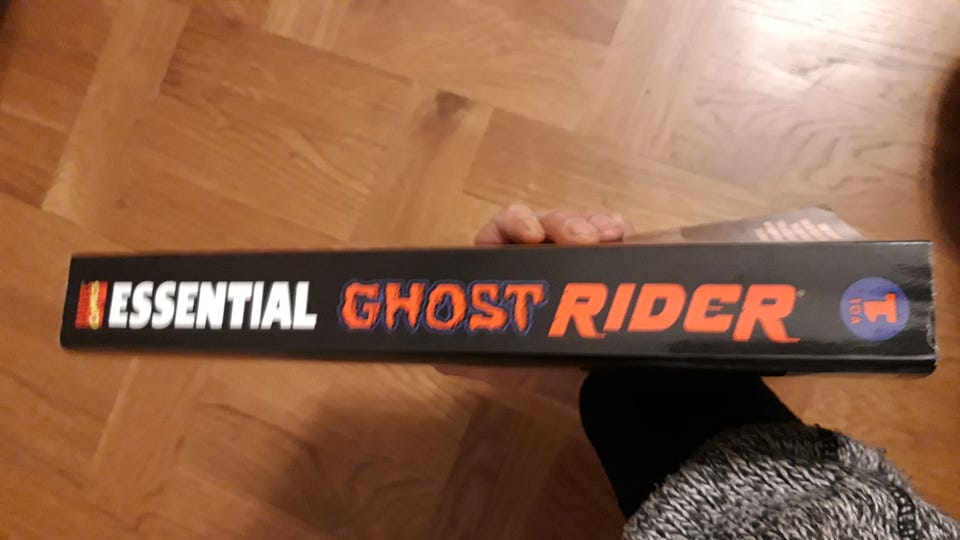 ESSENTIAL GHOST RIDER
VOL
1